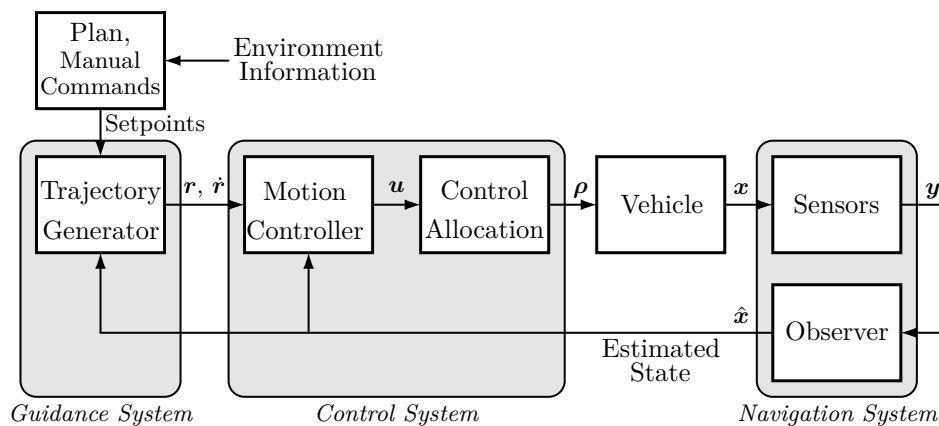 Plan,
Manual
Commands
Environment
Information
Setpoints
Trajectory
Generator
r, ṙ
Motion
Controller
u
Control
Allocation
ρ
Vehicle
x
Sensors
y
x̂
Observer
Estimated
State
Guidance System
Control System
Navigation System